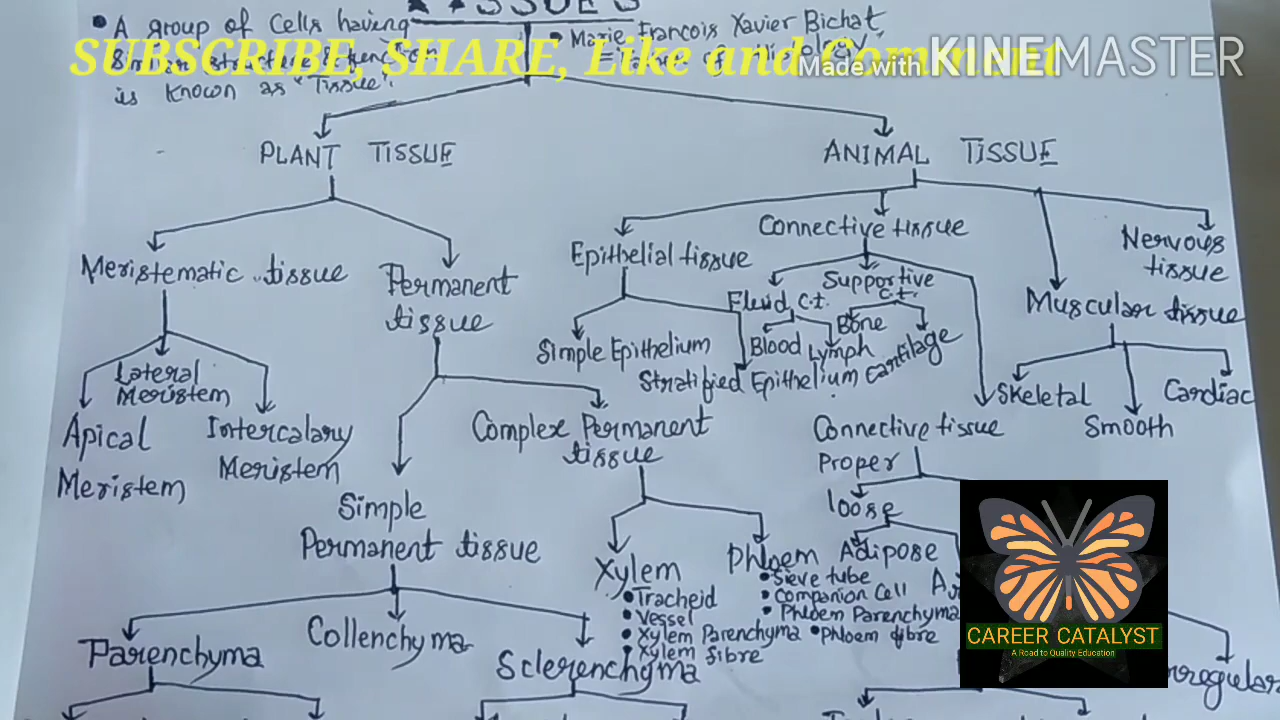 TISSUES
• A group of Cells having
• Marie Francois Xavier Bichat,
SUBSCRIBE, SHARE, Like and Comment
Made with KINEMASTER
is known as "Tissue".
PLANT TISSUE
ANIMAL TISSUE
Meristematic tissue
Permanent
tissue
Epithelial tissue
Connective tissue
Nervous
tissue
Muscular tissue
Fluid c.t.
Supportive
c.t.
Simple Epithelium
Stratified Epithelium
Blood
Lymph
Bone
Cartilage
Skeletal
Smooth
Cardiac
Lateral
Meristem
Apical
Meristem
Intercalary
Meristem
Complex Permanent
tissue
Connective tissue
Proper
loose
Adipose
Simple
Permanent tissue
Xylem
• Tracheid
• Vessel
• Xylem Parenchyma
• Xylem fibre
Phloem
• Sieve tube
• Companion Cell
• Phloem Parenchyma
• Phloem fibre
Parenchyma
Collenchyma
Sclerenchyma
CAREER CATALYST
A Road to Quality Education